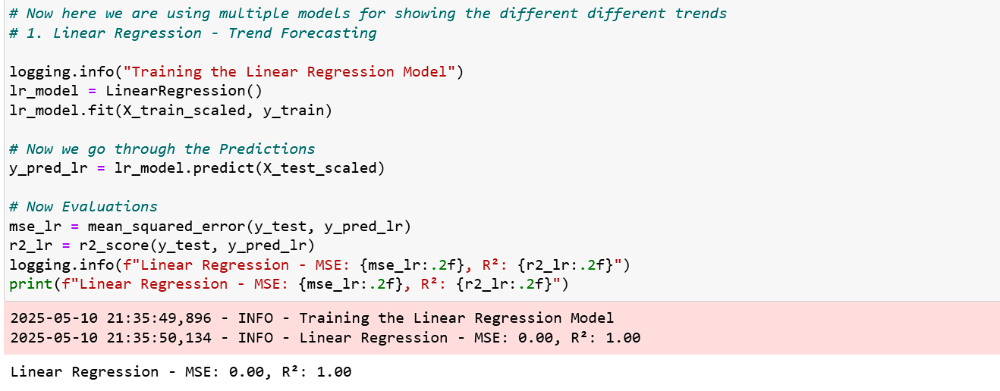 # Now here we are using multiple models for showing the different different trends
# 1. Linear Regression - Trend Forecasting
logging.info("Training the Linear Regression Model")
lr_model = LinearRegression()
lr_model.fit(X_train_scaled, y_train)
# Now we go through the Predictions
y_pred_lr = lr_model.predict(X_test_scaled)
# Now Evaluations
mse_lr = mean_squared_error(y_test, y_pred_lr)
r2_lr = r2_score(y_test, y_pred_lr)
logging.info(f"Linear Regression - MSE: {mse_lr:.2f}, R²: {r2_lr:.2f}")
print(f"Linear Regression - MSE: {mse_lr:.2f}, R²: {r2_lr:.2f}")
2025-05-10 21:35:49,896 - INFO - Training the Linear Regression Model
2025-05-10 21:35:50,134 - INFO - Linear Regression - MSE: 0.00, R²: 1.00
Linear Regression - MSE: 0.00, R²: 1.00